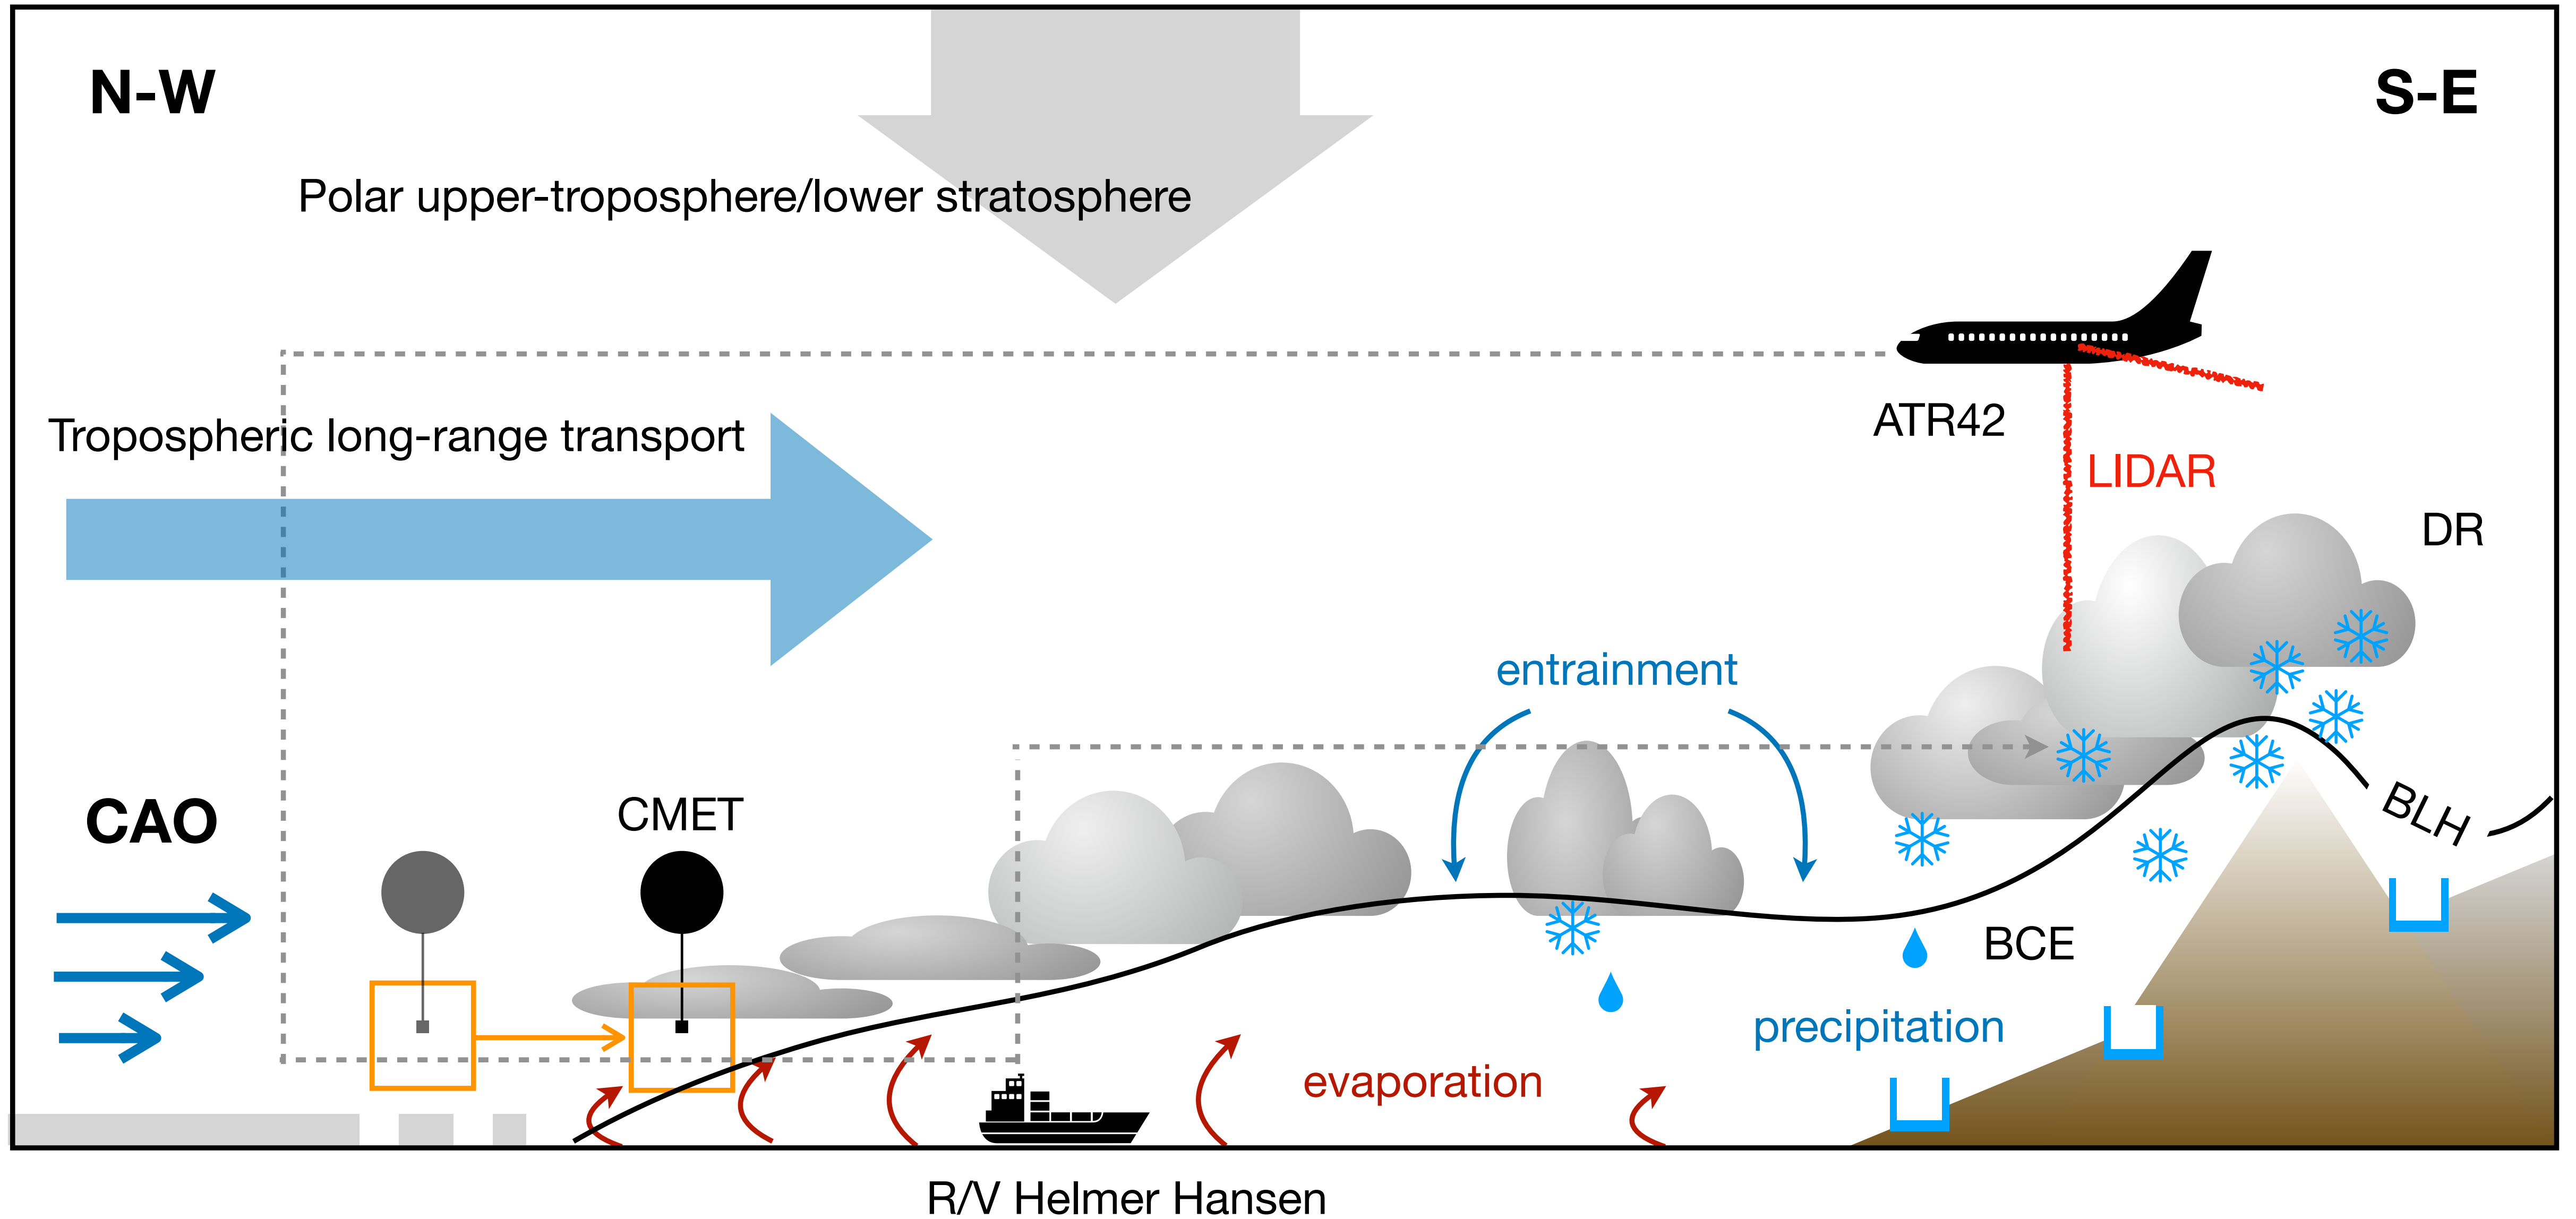 N-W
S-E
Polar upper-troposphere/lower stratosphere
Tropospheric long-range transport
ATR42
LIDAR
DR
entrainment
CAO
CMET
BLH
BCE
precipitation
evaporation
R/V Helmer Hansen